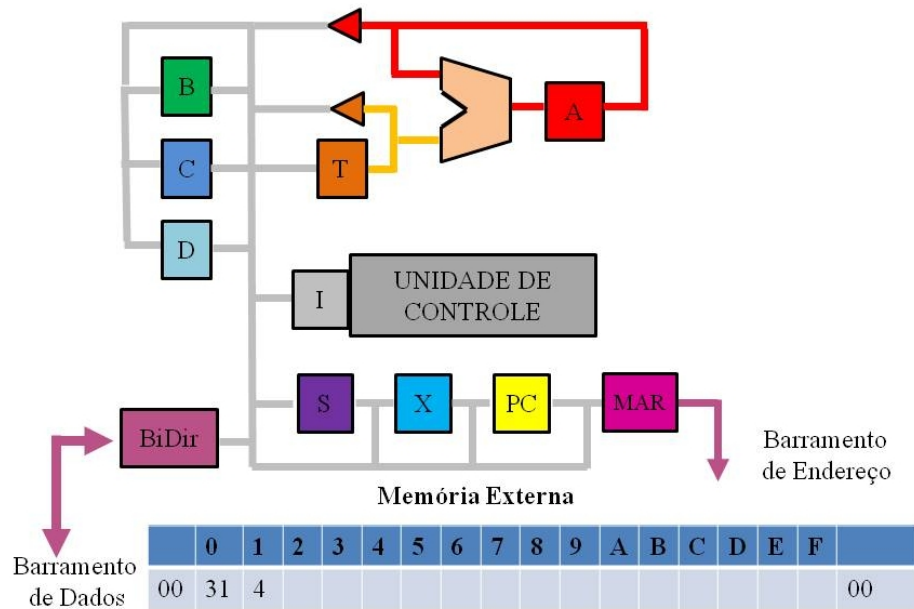 B
A
C
T
D
I
UNIDADE DE
CONTROLE
S
X
PC
MAR
BiDir
Barramento
de Endereço
Memória Externa
Barramento
de Dados
0 1 2 3 4 5 6 7 8 9 A B C D E F
00 31 4 00